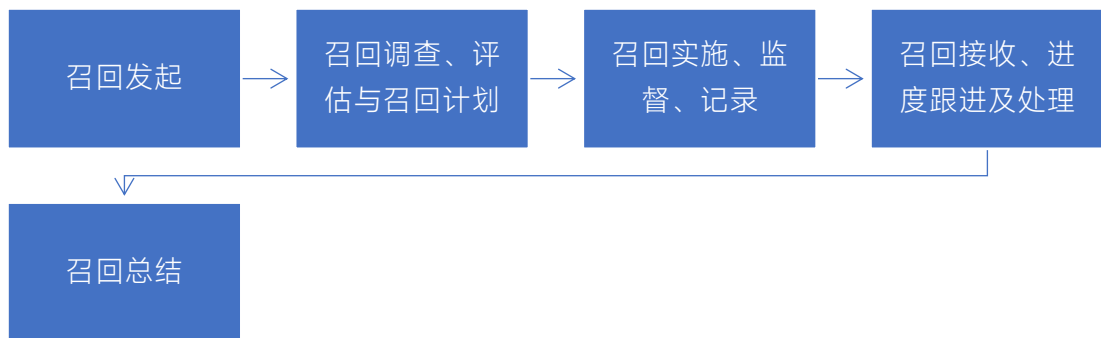 召回发起
召回调查、评
估与召回计划
召回实施、监
督、记录
召回接收、进
度跟进及处理
召回总结